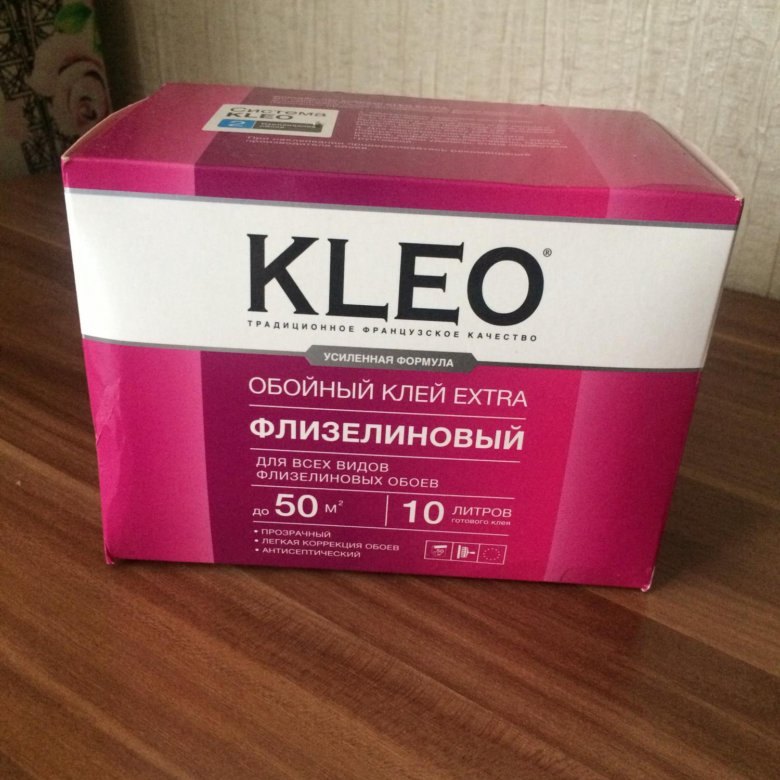 Система
KLEO
2
KLEO®
ТРАДИЦИОННОЕ ФРАНЦУЗСКОЕ КАЧЕСТВО
УСИЛЕННАЯ ФОРМУЛА
ОБОЙНЫЙ КЛЕЙ EXTRA
ФЛИЗЕЛИНОВЫЙ
ДЛЯ ВСЕХ ВИДОВ
ФЛИЗЕЛИНОВЫХ ОБОЕВ
до 50 м²
10 ЛИТРОВ
готового клея
• ПРОЗРАЧНЫЙ
• ЛЕГКАЯ КОРРЕКЦИЯ ОБОЕВ
• АНТИСЕПТИЧЕСКИЙ